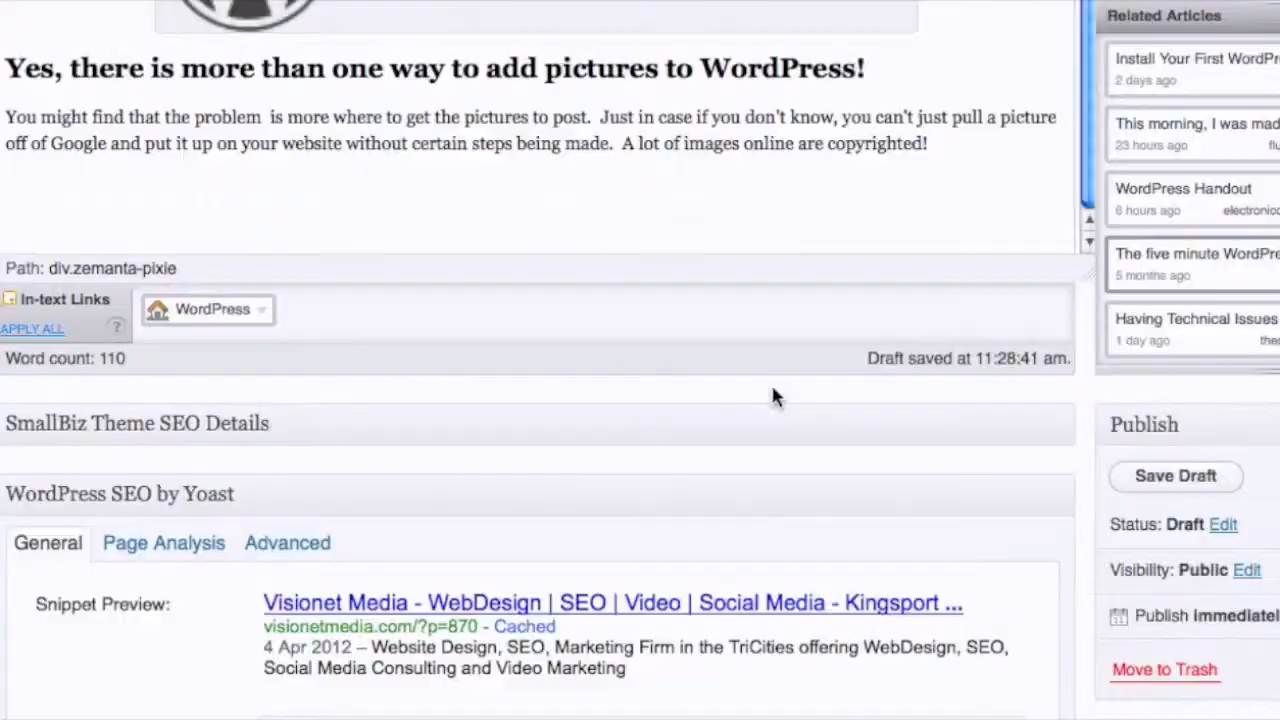 Yes, there is more than one way to add pictures to WordPress!
You might find that the problem is more where to get the pictures to post. Just in case if you don't know, you can't just pull a picture
off of Google and put it up on your website without certain steps being made. A lot of images online are copyrighted!
Path: div.zemanta-pixie
In-text Links
APPLY ALL
?
WordPress
Word count: 110
Draft saved at 11:28:41 am.
SmallBiz Theme SEO Details
WordPress SEO by Yoast
General
Page Analysis
Advanced
Snippet Preview:
Visionet Media - WebDesign | SEO | Video | Social Media - Kingsport ...
visionetmedia.com/?p=870 - Cached
4 Apr 2012 – Website Design, SEO, Marketing Firm in the TriCities offering WebDesign, SEO,
Social Media Consulting and Video Marketing
Related Articles
Install Your First WordPr
2 days ago
This morning, I was mad
23 hours ago
flu
WordPress Handout
6 hours ago
electronic
The five minute WordPre
5 months ago
Having Technical Issues
1 day ago
the
Publish
Save Draft
Status: Draft Edit
Visibility: Public Edit
Publish Immediatel
Move to Trash